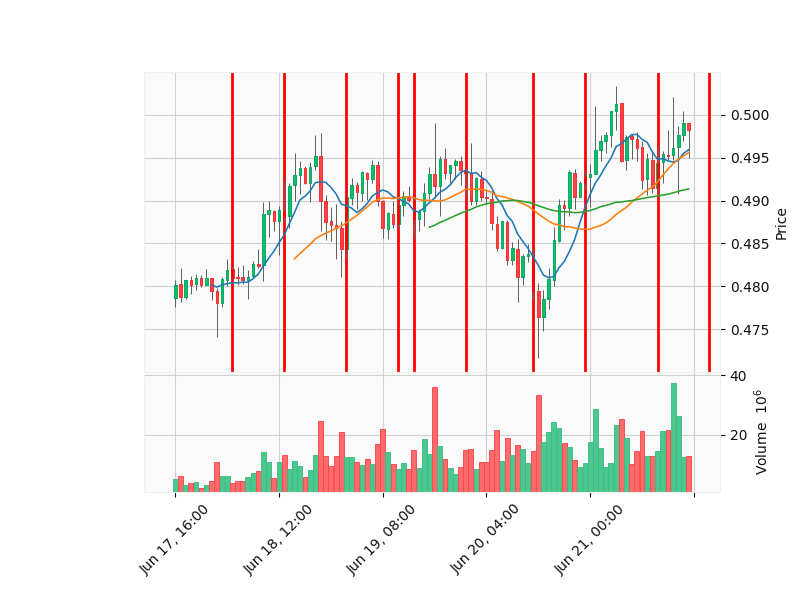 0.500
0.495
0.490
0.485
0.480
0.475
Price
40
20
Volume 10^6
Jun 17, 16:00
Jun 18, 12:00
Jun 19, 08:00
Jun 20, 04:00
Jun 21, 00:00